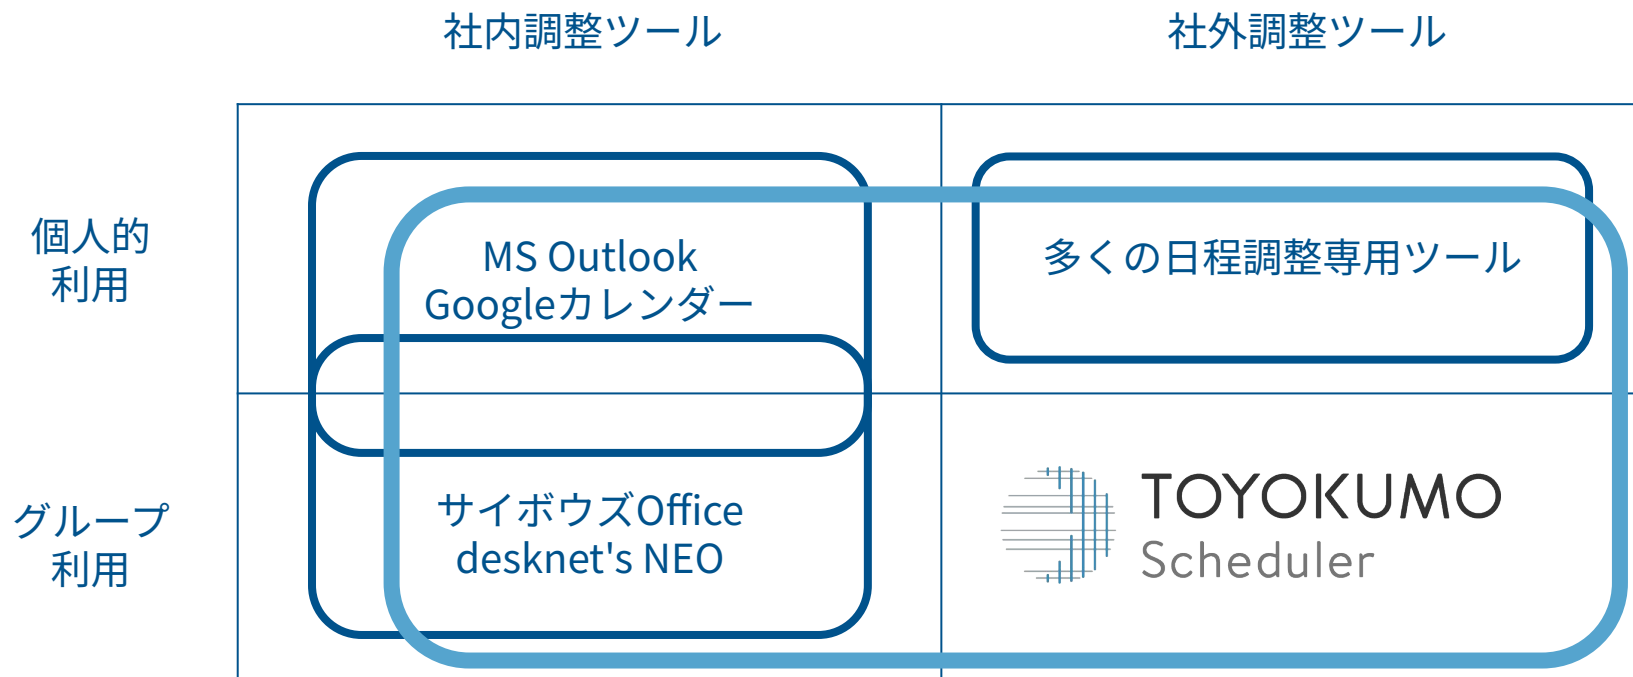 社内調整ツール
社外調整ツール
個人的
利用
MS Outlook
Googleカレンダー
多くの日程調整専用ツール
グループ
利用
サイボウズOffice
desknet's NEO
TOYOKUMO
Scheduler